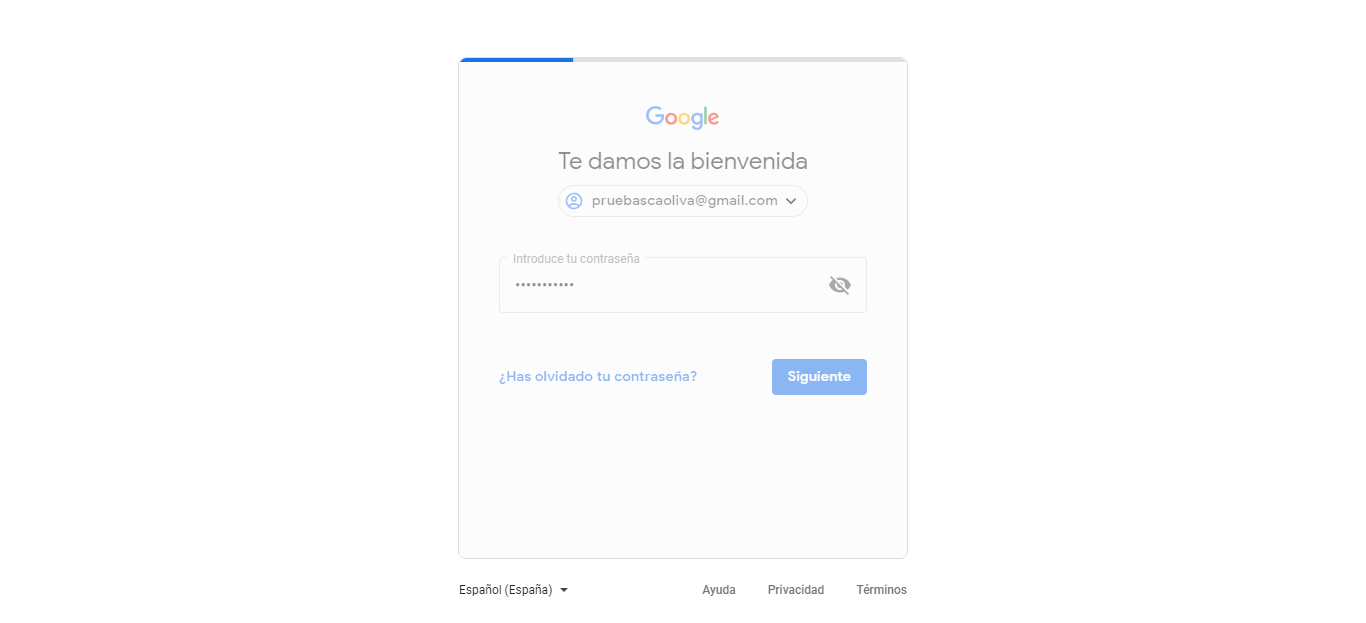 Google
Te damos la bienvenida
pruebascaoliva@gmail.com
Introduce tu contraseña
•••••••••••
¿Has olvidado tu contraseña?
Siguiente
Español (España)
Ayuda
Privacidad
Términos